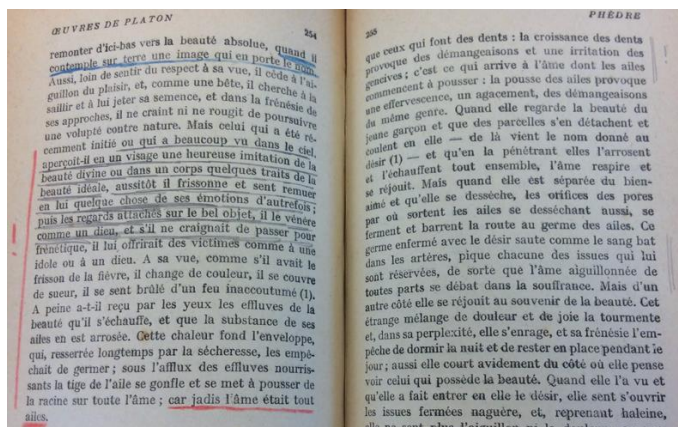 ŒUVRES DE PLATON 254
remonter d'ici-bas vers la beauté absolue, quand il
contemple sur terre une image qui en porte le nom.
Aussi, loin de sentir du respect à sa vue, il cède à l'ai-
guillon du plaisir, et, comme une bête, il cherche à la
saillir et à lui jeter sa semence, et dans la frénésie de
ses approches, il ne craint ni ne rougit de poursuivre
une volupté contre nature. Mais celui qui a été ré-
cemment initié ou qui a beaucoup vu dans le ciel,
aperçoit-il en un visage une heureuse imitation de la
beauté divine ou dans un corps quelques traits de la
beauté idéale, aussitôt il frissonne et sent remuer
en lui quelque chose de ses émotions d'autrefois ;
puis les regards attachés sur le bel objet, il le vénère
comme un dieu, et s'il ne craignait de passer pour
frénétique, il lui offrirait des victimes comme à une
idole ou à un dieu. A sa vue, comme s'il avait le
frisson de la fièvre, il change de couleur, il se couvre
de sueur, il se sent brûlé d'un feu inaccoutumé (1).
A peine a-t-il reçu par les yeux les effluves de la
beauté qu'il s'échauffe, et que la substance de ses
ailes en est arrosée. Cette chaleur fond l'enveloppe,
qui, resserrée longtemps par la sécheresse, les empê-
chait de germer ; sous l'afflux des effluves nourris-
sants la tige de l'aile se gonfle et se met à pousser de
la racine sur toute l'âme ; car jadis l'âme était tout
ailes.
255 PHÈDRE
que ceux qui font des dents : la croissance des dents
provoque des démangeaisons et une irritation des
gencives ; c'est ce qui arrive à l'âme dont les ailes
commencent à pousser : la pousse des ailes provoque
une effervescence, un agacement, des démangeaisons
du même genre. Quand elle regarde la beauté du
jeune garçon et que des parcelles s'en détachent et
coulent en elle — de là vient le nom donné au
désir (1) — et qu'en la pénétrant elles l'arrosent
et l'échauffent tout ensemble, l'âme respire et
se réjouit. Mais quand elle est séparée du bien-
aimé et qu'elle se dessèche, les orifices des pores
par où sortent les ailes se desséchant aussi, se
ferment et barrent la route au germe des ailes. Ce
germe enfermé avec le désir saute comme le sang bat
dans les artères, pique chacune des issues qui lui
sont réservées, de sorte que l'âme aiguillonnée de
toutes parts se débat dans la souffrance. Mais d'un
autre côté elle se réjouit au souvenir de la beauté. Cet
étrange mélange de douleur et de joie la tourmente
et, dans sa perplexité, elle s'enrage, et sa frénésie l'em-
pêche de dormir la nuit et de rester en place pendant le
jour ; aussi elle court avidement du côté où elle pense
voir celui qui possède la beauté. Quand elle l'a vu et
qu'elle a fait entrer en elle le désir, elle sent s'ouvrir
les issues fermées naguère, et, reprenant haleine,